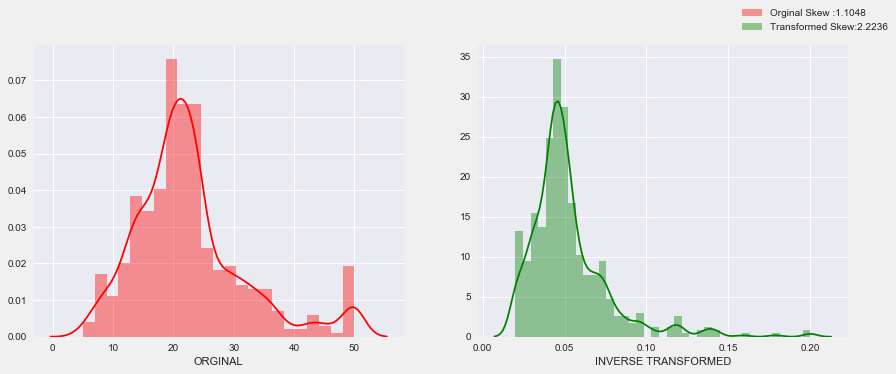 Orginal Skew :1.1048
Transformed Skew:2.2236
0.07
0.06
0.05
0.04
0.03
0.02
0.01
0.00
0 10 20 30 40 50
ORGINAL
35
30
25
20
15
10
5
0
0.00 0.05 0.10 0.15 0.20
INVERSE TRANSFORMED